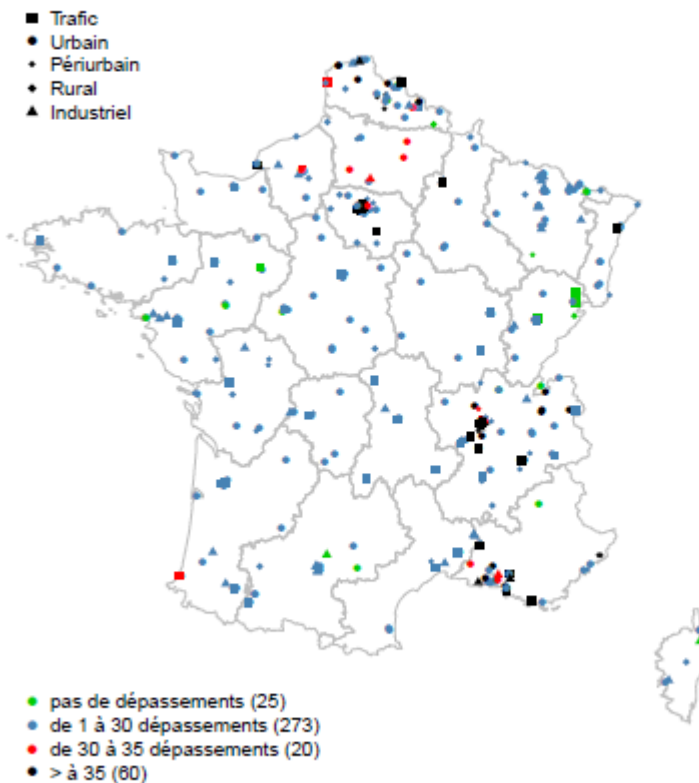 Trafic
Urbain
Périurbain
Rural
Industriel
pas de dépassements (25)
de 1 à 30 dépassements (273)
de 30 à 35 dépassements (20)
> à 35 (60)